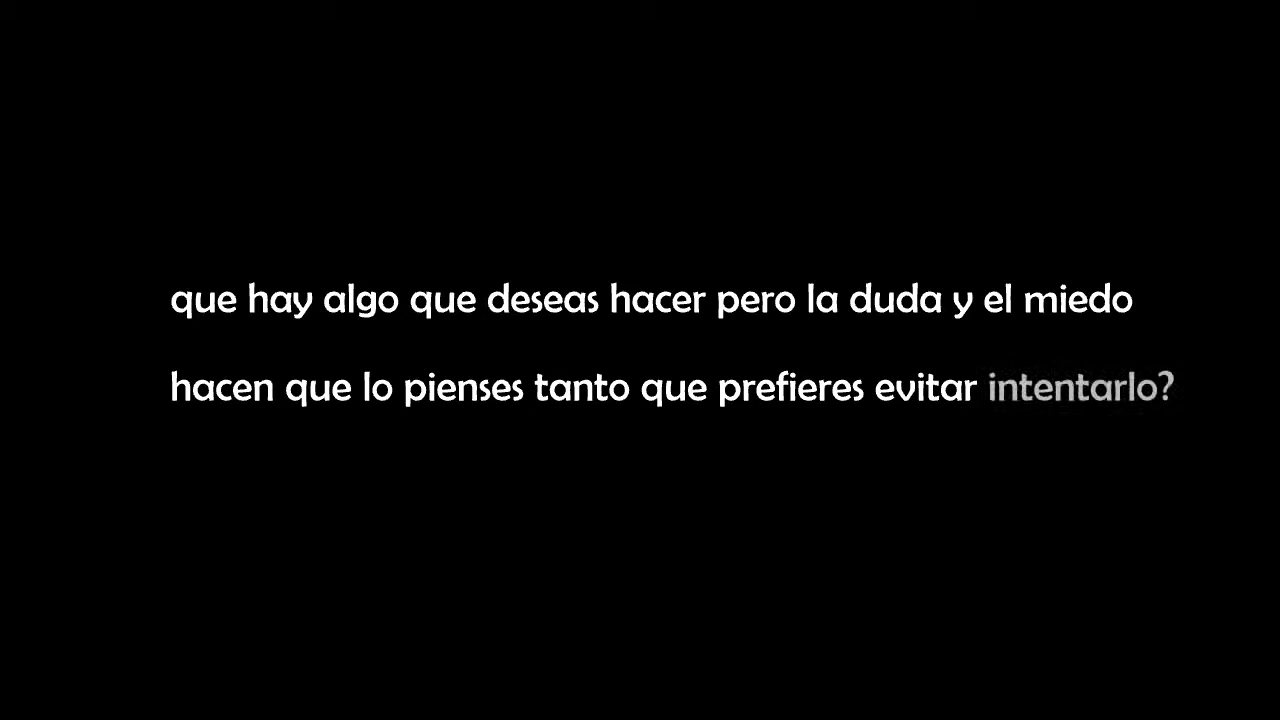 que hay algo que deseas hacer pero la duda y el miedo
hacen que lo pienses tanto que prefieres evitar intentarlo?